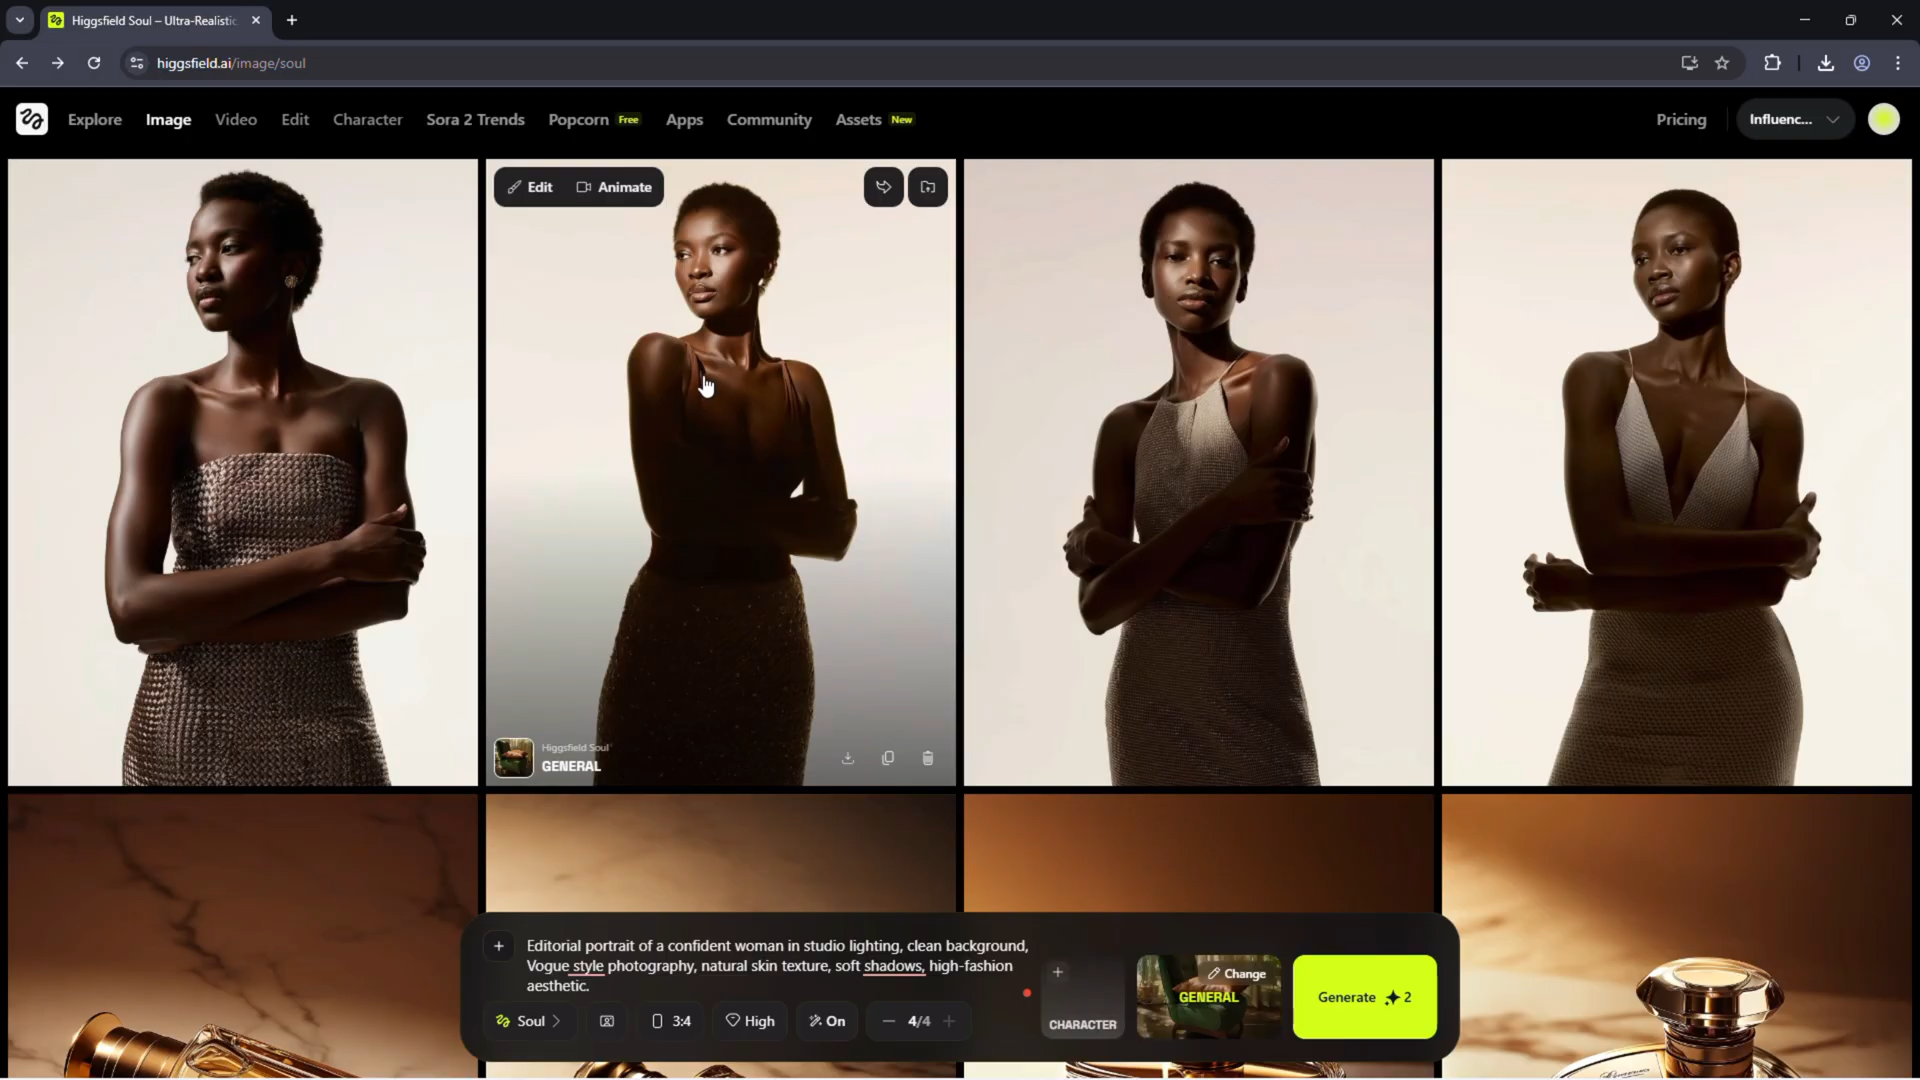 Higgsfield Soul – Ultra-Realistic
higgsfield.ai/image/soul
Explore Image Video Edit Character Sora 2 Trends Popcorn Free Apps Community Assets New Pricing Influenc...
Edit Animate
Higgsfield Soul
GENERAL
Editorial portrait of a confident woman in studio lighting, clean background,
Vogue style photography, natural skin texture, soft shadows, high-fashion
aesthetic.
Change
GENERAL
CHARACTER
Generate 2
Soul 3:4 High On 4/4